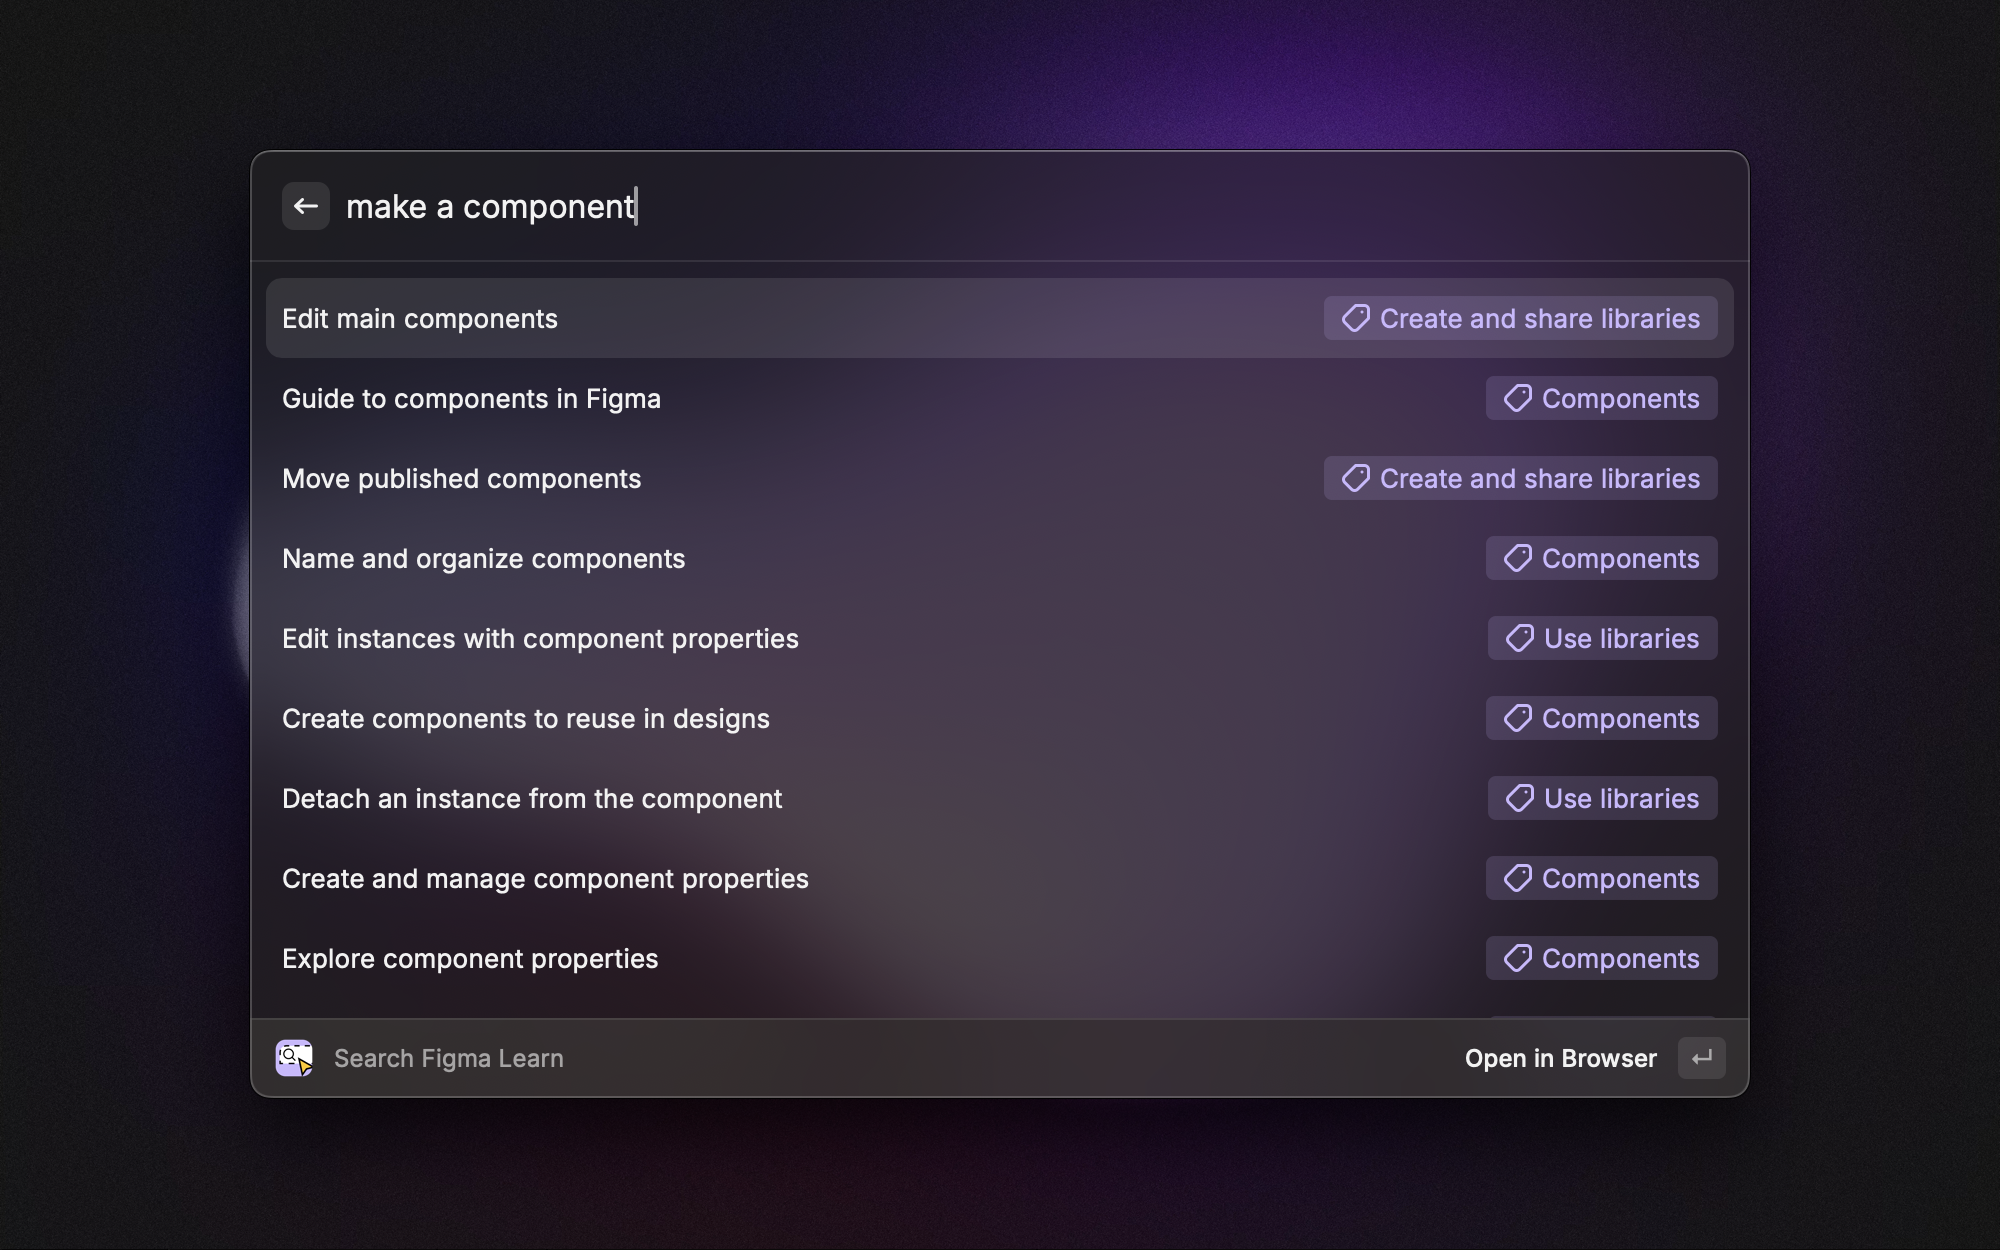 make a component
Edit main components Create and share libraries
Guide to components in Figma Components
Move published components Create and share libraries
Name and organize components Components
Edit instances with component properties Use libraries
Create components to reuse in designs Components
Detach an instance from the component Use libraries
Create and manage component properties Components
Explore component properties Components
Search Figma Learn Open in Browser